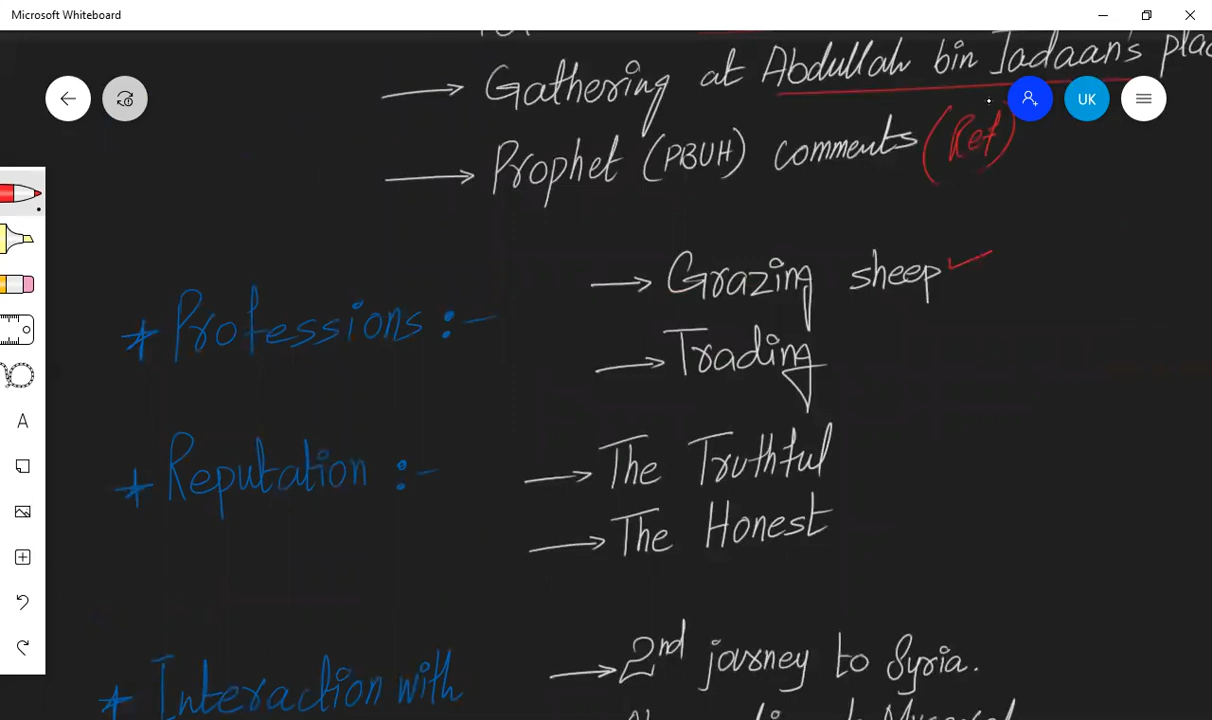 Microsoft Whiteboard
→ Gathering at Abdullah bin Jadaan's plac
→ Prophet (PBUH) comments (Ref)
UK
→ Grazing sheep ✓
* Professions :-
→ Trading
→ The Truthful
* Reputation :-
→ The Honest
A
→ 2nd journey to Syria.
* Interaction with